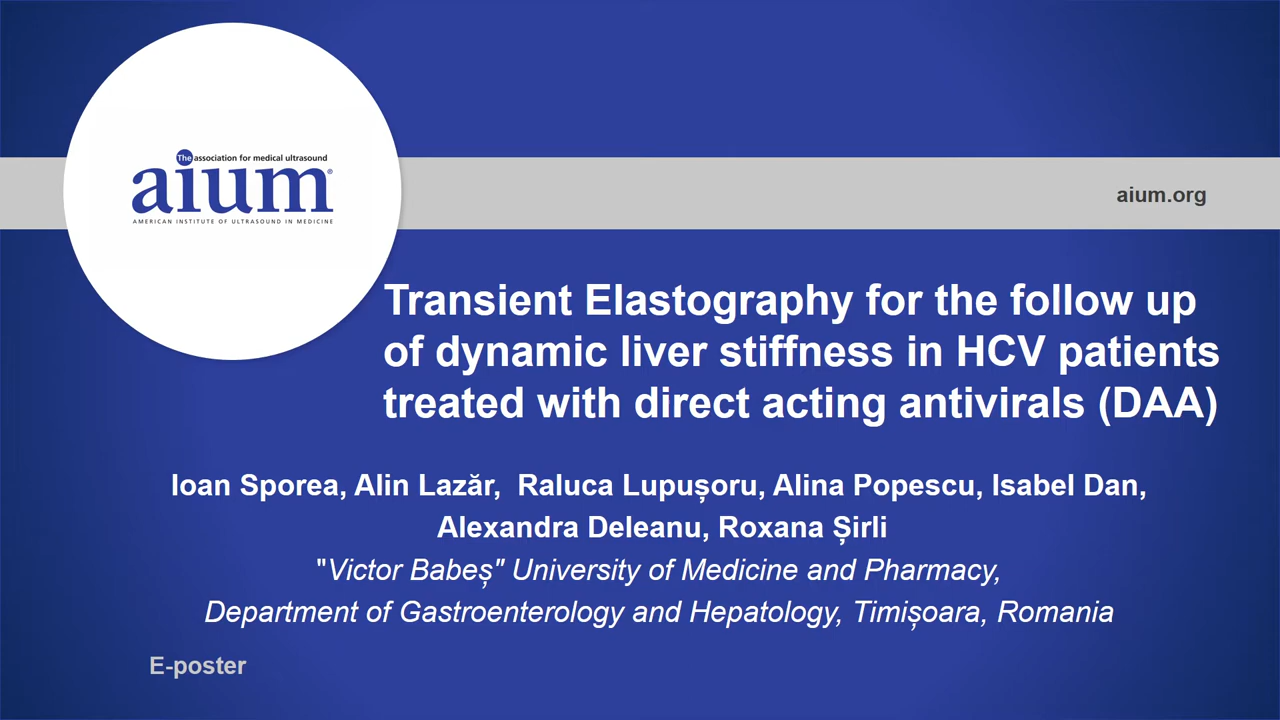 The association for medical ultrasound
aium®
AMERICAN INSTITUTE OF ULTRASOUND IN MEDICINE
aium.org
Transient Elastography for the follow up
of dynamic liver stiffness in HCV patients
treated with direct acting antivirals (DAA)
Ioan Sporea, Alin Lazăr, Raluca Lupușoru, Alina Popescu, Isabel Dan,
Alexandra Deleanu, Roxana Șirli
"Victor Babeș" University of Medicine and Pharmacy,
Department of Gastroenterology and Hepatology, Timișoara, Romania
E-poster